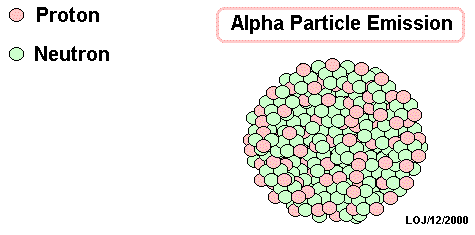 Proton
Alpha Particle Emission
Neutron
LOJ/12/2000